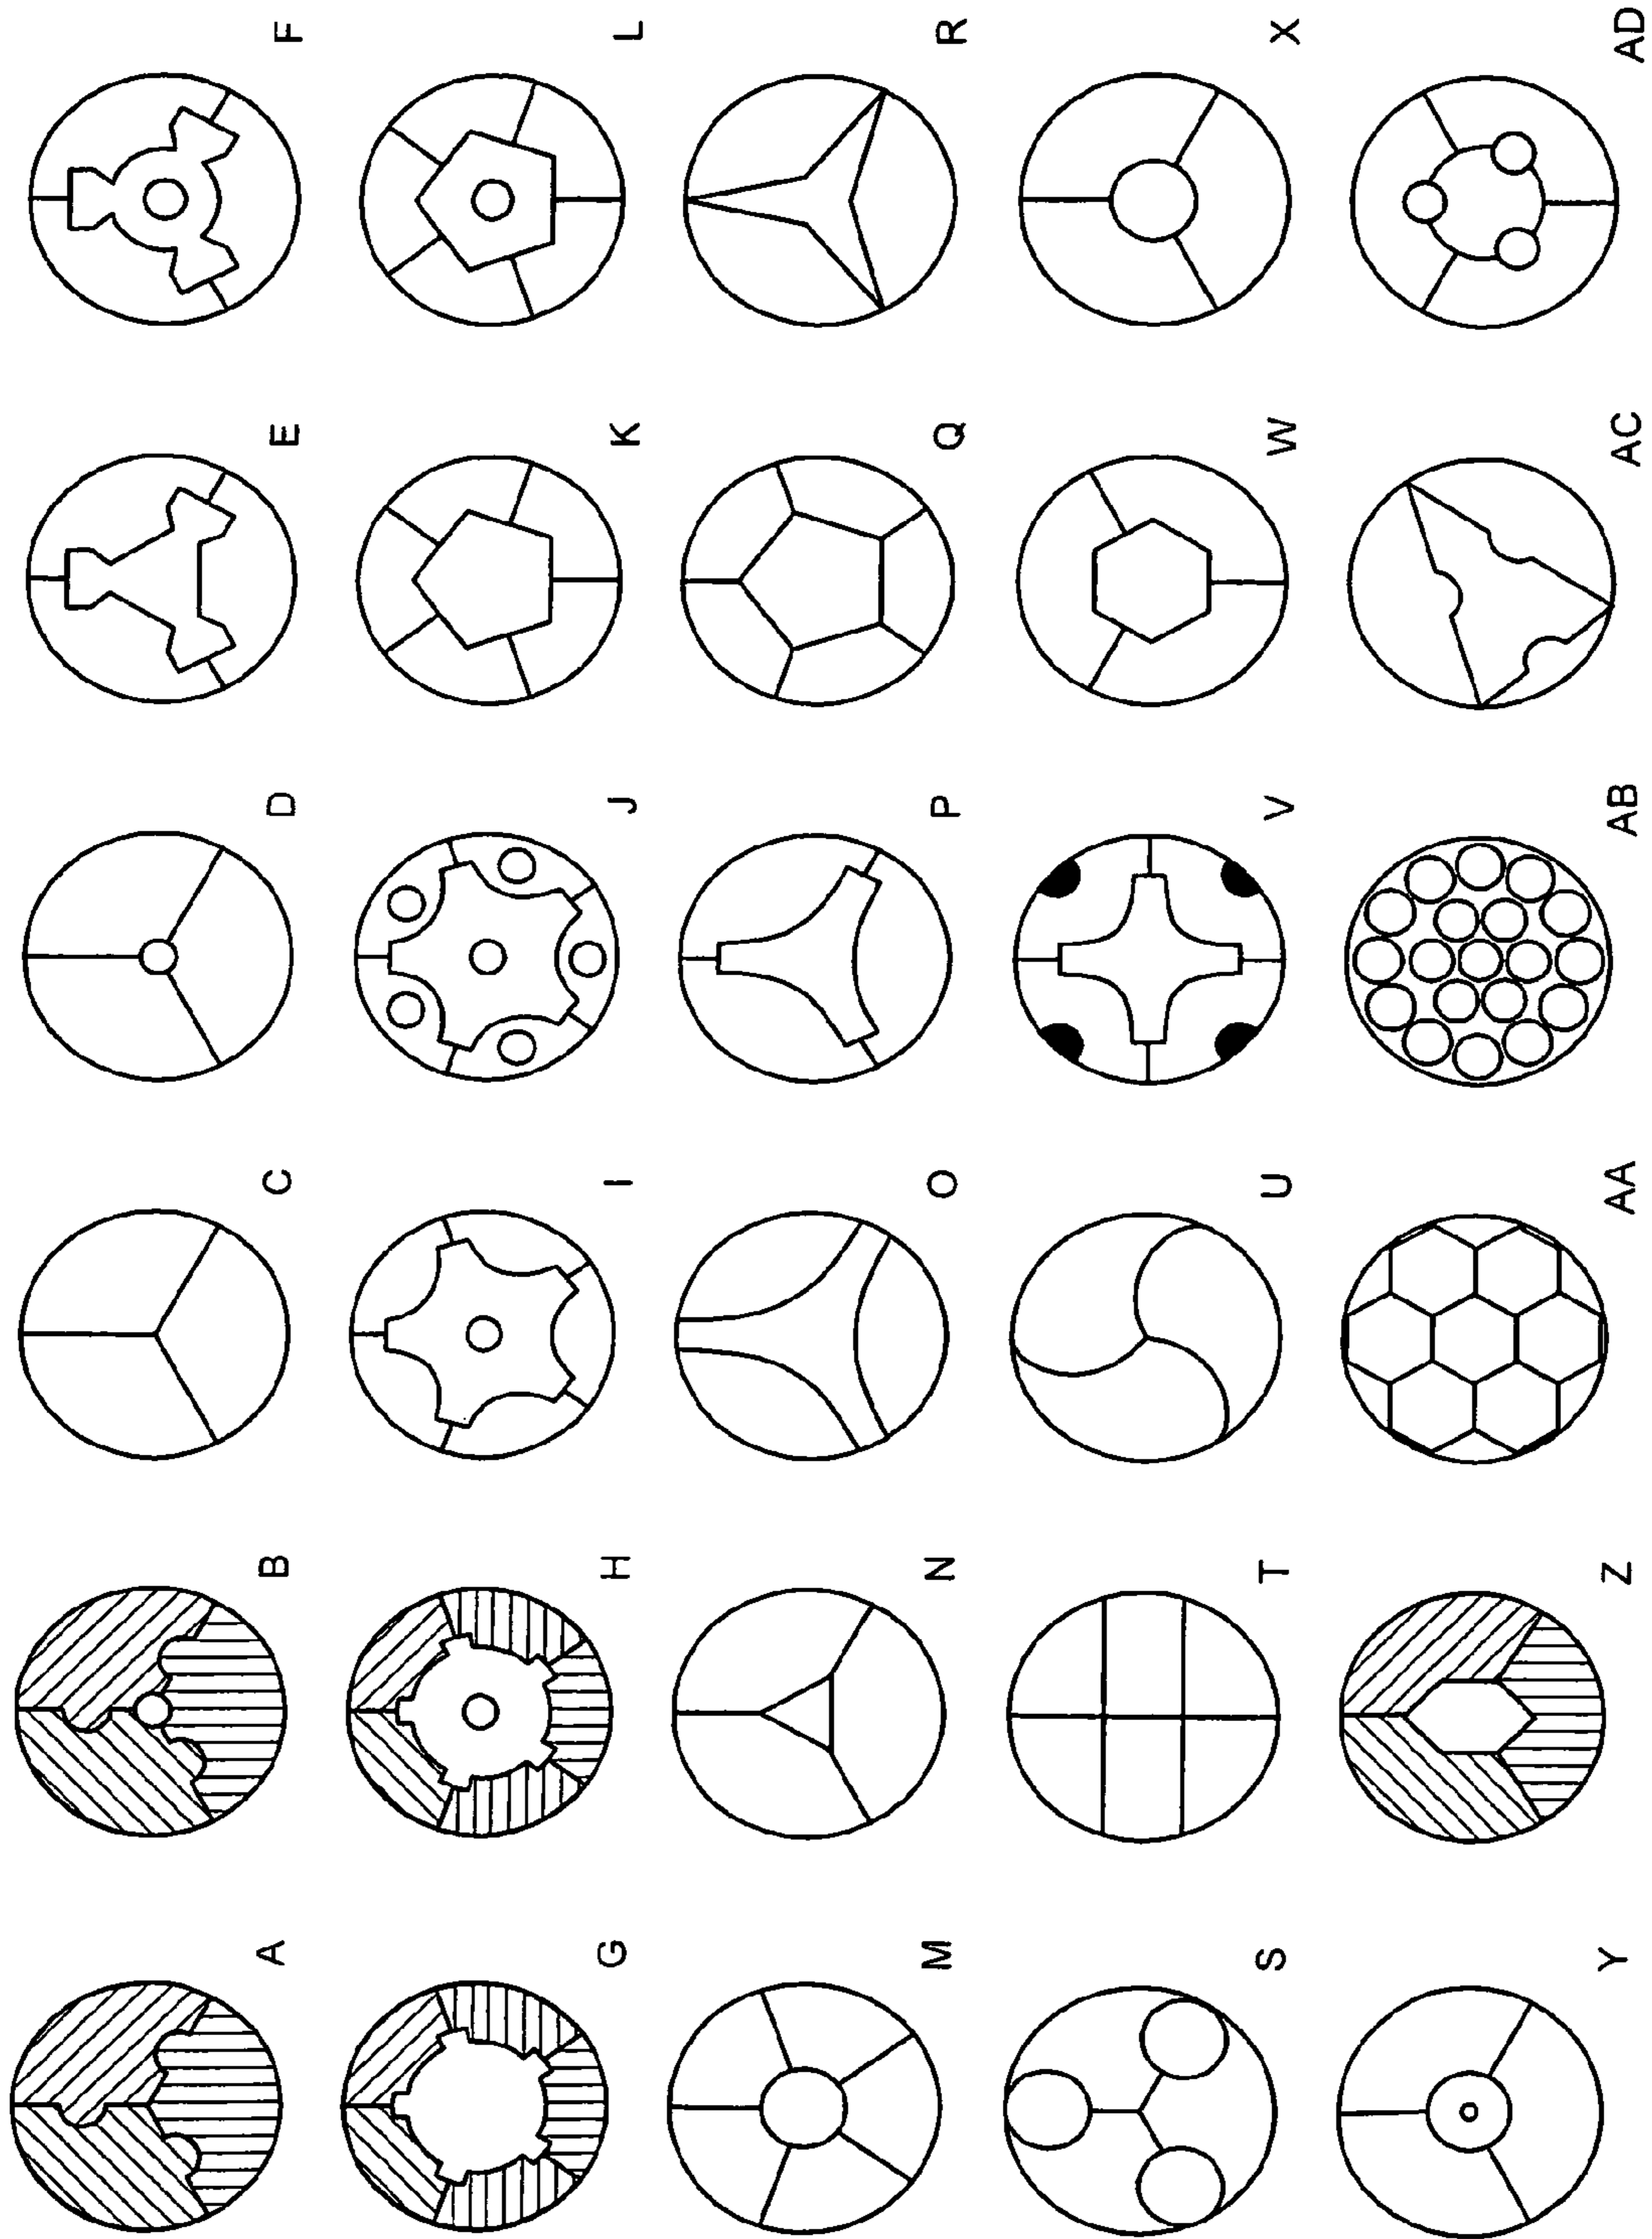 A B C D E F
G H I J K L
M N O P Q R
S T U V W X
Y Z AA AB AC AD